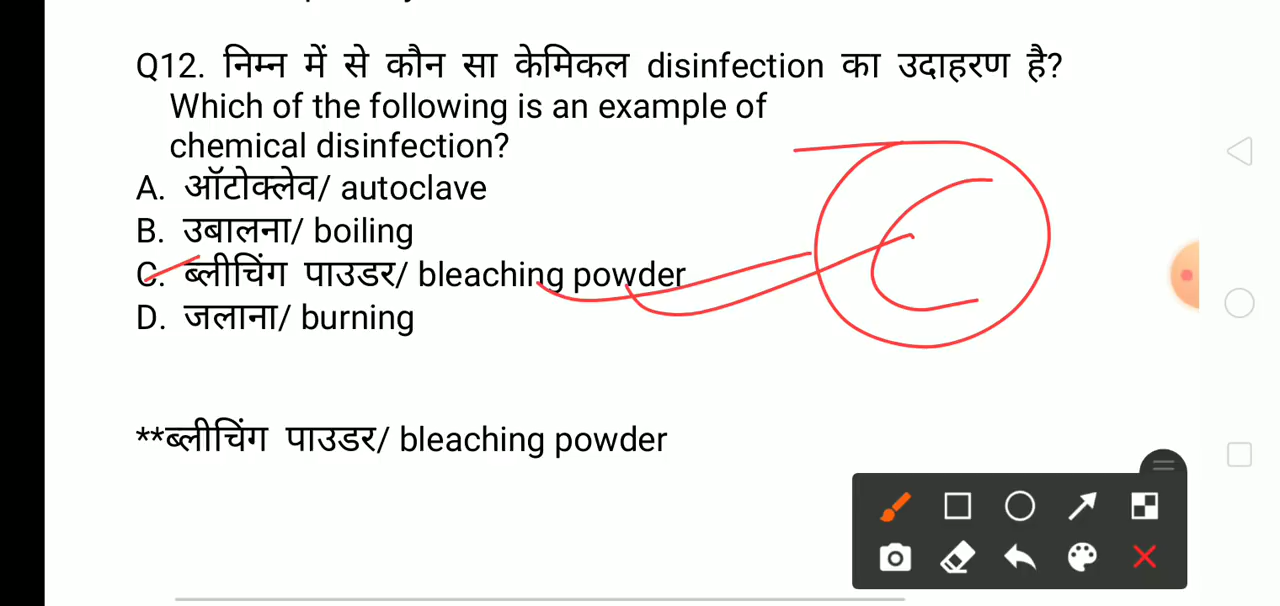 Q12. निम्न में से कौन सा केमिकल disinfection का उदाहरण है?
Which of the following is an example of
chemical disinfection?
A. ऑटोक्लेव/ autoclave
B. उबालना/ boiling
C. ब्लीचिंग पाउडर/ bleaching powder
D. जलाना/ burning
C
**ब्लीचिंग पाउडर/ bleaching powder